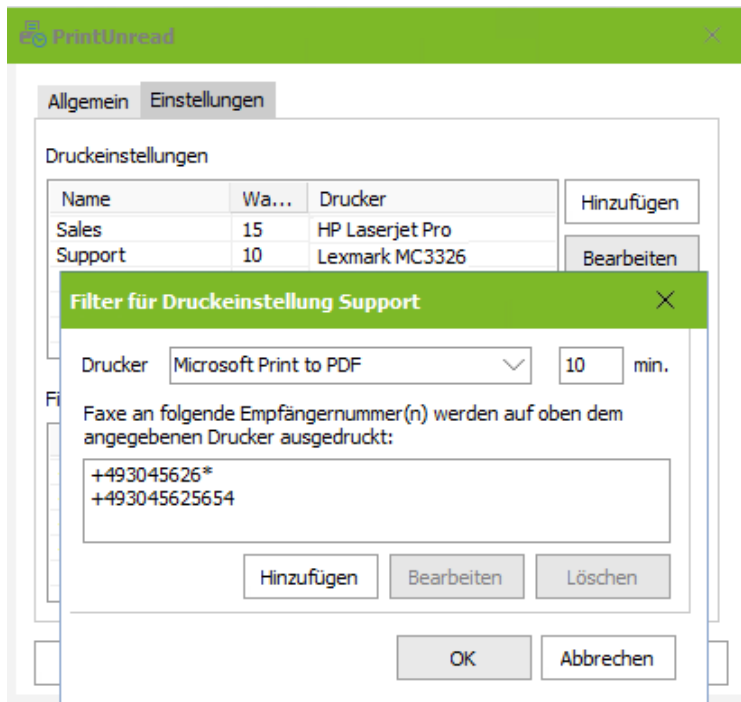 PrintUnread
Allgemein Einstellungen
Druckeinstellungen
Name Wa... Drucker
Hinzufügen
Sales 15 HP Laserjet Pro
Support 10 Lexmark MC3326
Bearbeiten
Filter für Druckeinstellung Support
Drucker Microsoft Print to PDF 10 min.
Fi
Faxe an folgende Empfängernummer(n) werden auf oben dem
angegebenen Drucker ausgedruckt:
+493045626*
+493045625654
Hinzufügen Bearbeiten Löschen
OK Abbrechen